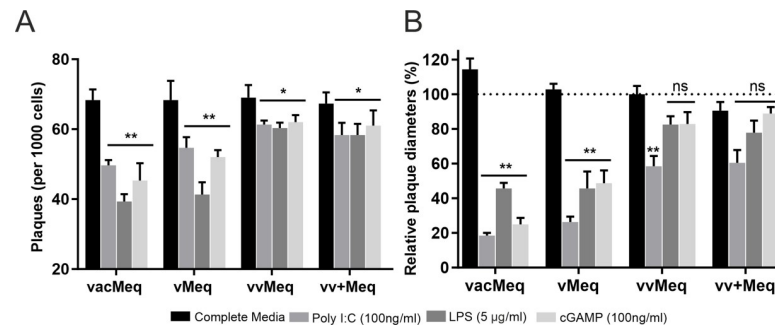 A
B
Plaques (per 1000 cells)
80
60
40
20
**
**
*
*
vacMeq vMeq vvMeq vv+Meq
Relative plaque diameters (%)
120
100
80
60
40
20
0
**
**
**
ns
ns
vacMeq vMeq vvMeq vv+Meq
Complete Media Poly I:C (100ng/ml) LPS (5 µg/ml) cGAMP (100ng/ml)